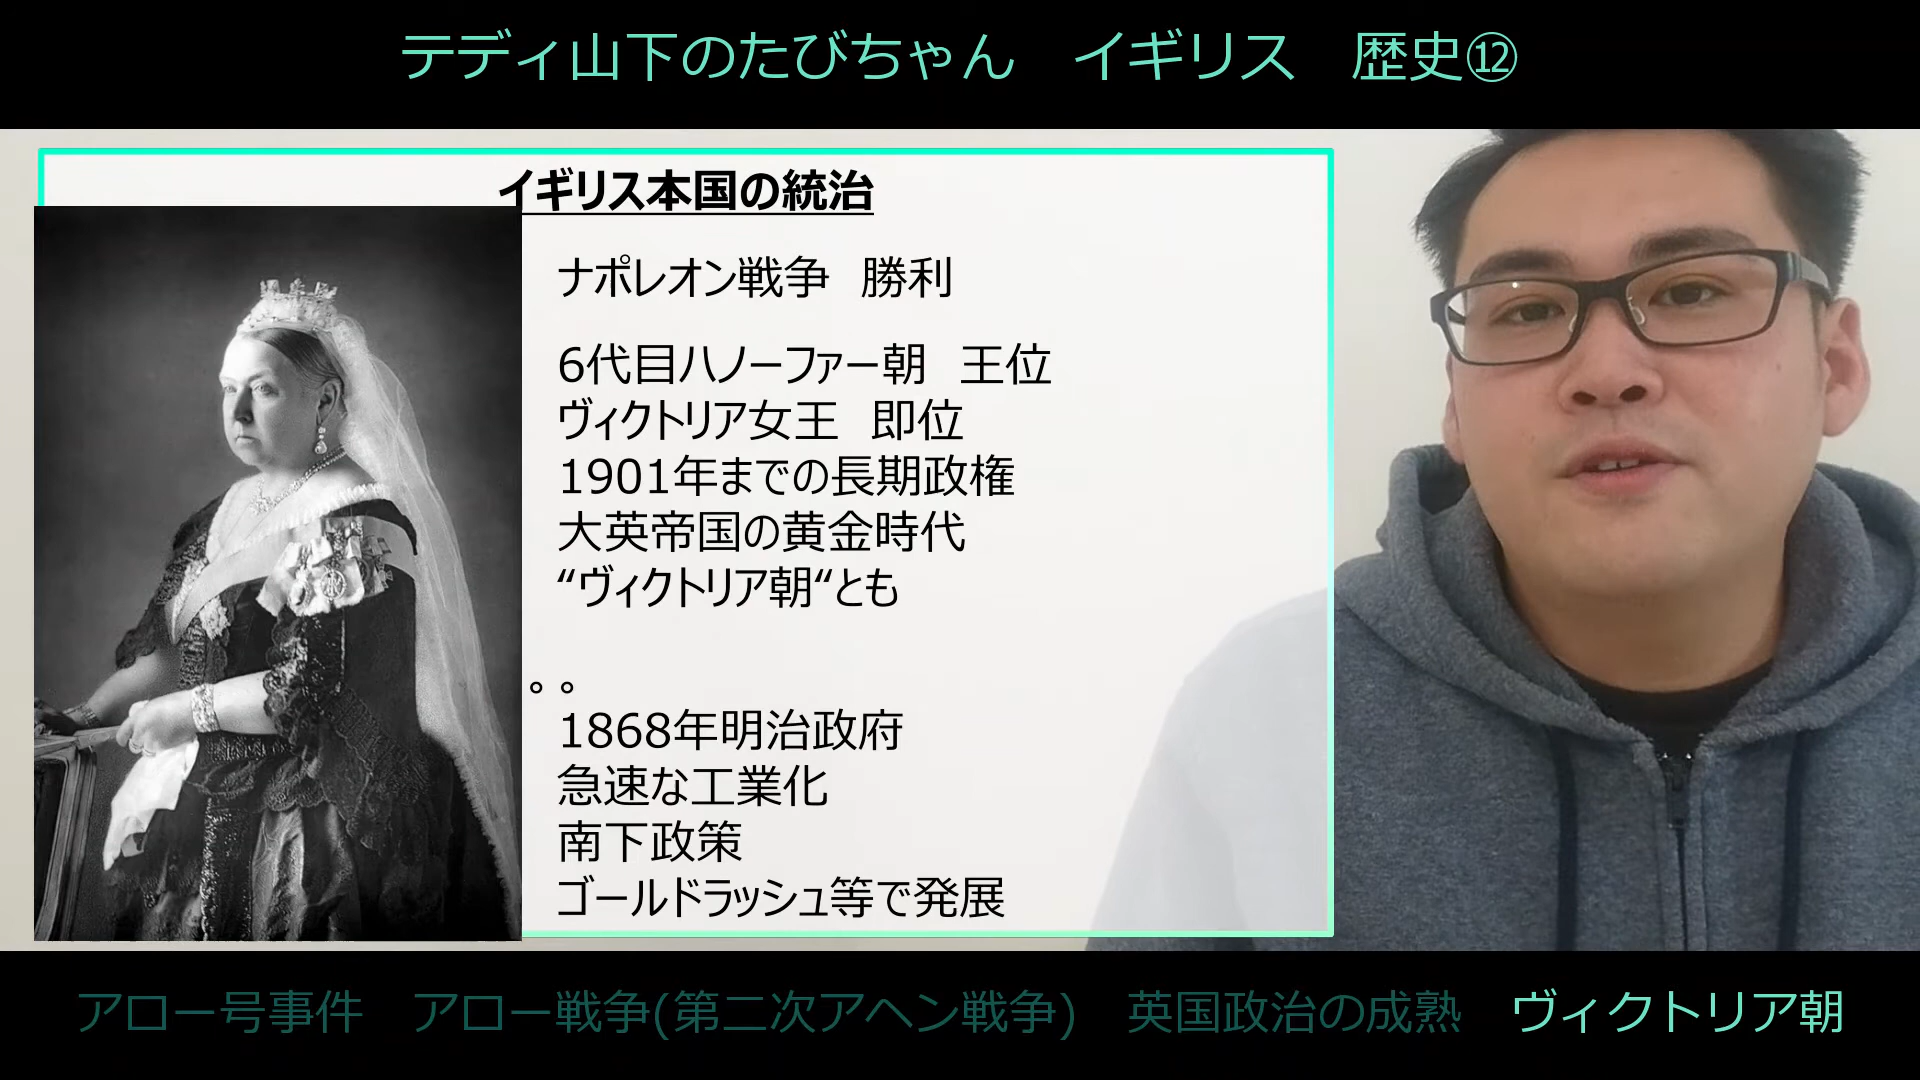 テディ山下のたびちゃん　イギリス　歴史⑫
イギリス本国の統治
ナポレオン戦争　勝利
6代目ハノーファー朝　王位
ヴィクトリア女王　即位
1901年までの長期政権
大英帝国の黄金時代
“ヴィクトリア朝“とも
。。
1868年明治政府
急速な工業化
南下政策
ゴールドラッシュ等で発展
アロー号事件　アロー戦争(第二次アヘン戦争)　英国政治の成熟　ヴィクトリア朝